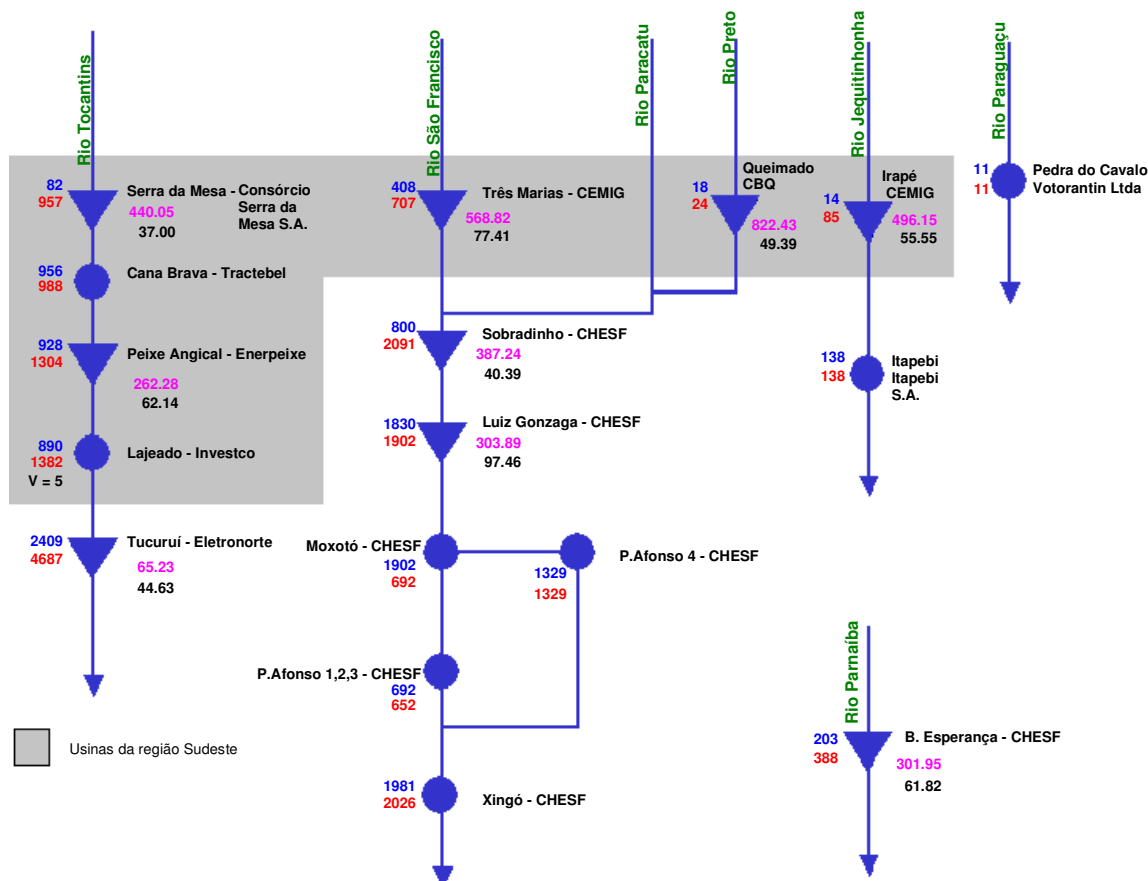 Rio Tocantins
82
957
Serra da Mesa - Consórcio
Serra da
Mesa S.A.
440.05
37.00
956
988
Cana Brava - Tractebel
928
1304
Peixe Angical - Enerpeixe
262.28
62.14
890
1382
V = 5
Lajeado - Investco
2409
4687
Tucuruí - Eletronorte
65.23
44.63
Usinas da região Sudeste
Rio São Francisco
408
707
Três Marias - CEMIG
568.82
77.41
Rio Paracatu
Rio Preto
Queimado
CBQ
18
24
822.43
49.39
800
2091
Sobradinho - CHESF
387.24
40.39
1830
1902
Luiz Gonzaga - CHESF
303.89
97.46
Moxotó - CHESF
1902
692
P.Afonso 4 - CHESF
1329
1329
P.Afonso 1,2,3 - CHESF
692
652
1981
2026
Xingó - CHESF
Rio Jequitinhonha
14
85
Irapé
CEMIG
496.15
55.55
138
138
Itapebi
Itapebi
S.A.
Rio Paraguaçu
11
11
Pedra do Cavalo
Votorantin Ltda
Rio Parnaíba
203
388
B. Esperança - CHESF
301.95
61.82